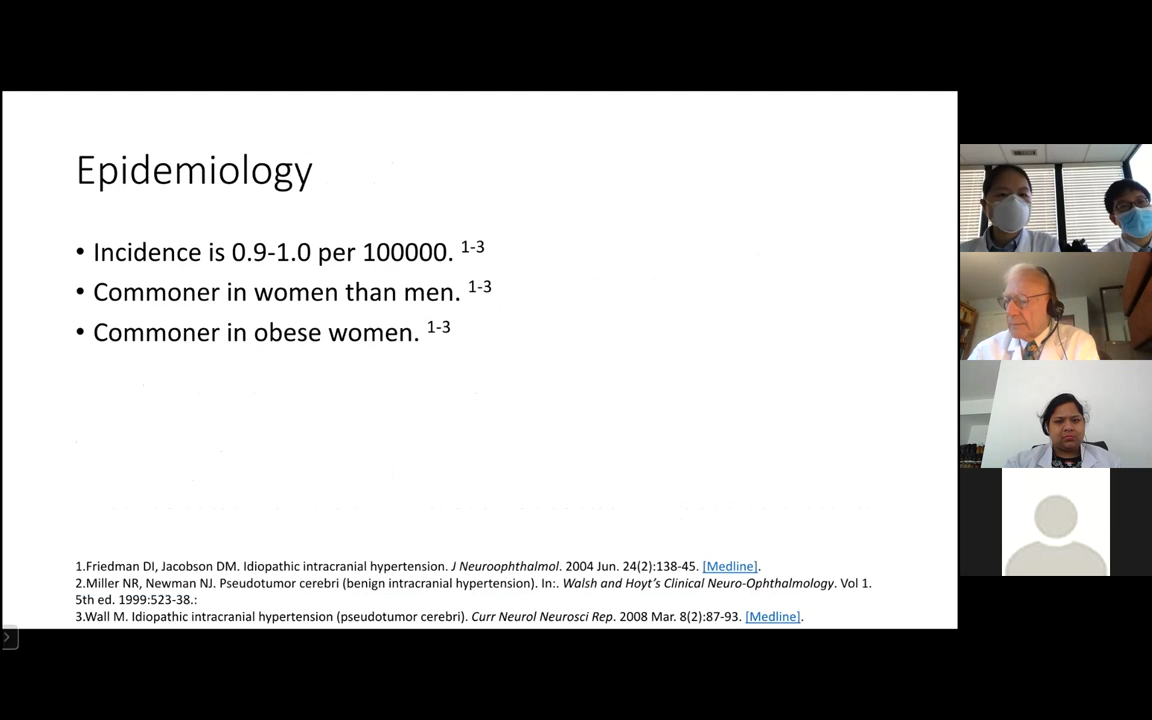 Epidemiology
• Incidence is 0.9-1.0 per 100000. 1-3
• Commoner in women than men. 1-3
• Commoner in obese women. 1-3
1.Friedman DI, Jacobson DM. Idiopathic intracranial hypertension. J Neuroophthalmol. 2004 Jun. 24(2):138-45. [Medline].
2.Miller NR, Newman NJ. Pseudotumor cerebri (benign intracranial hypertension). In:. Walsh and Hoyt’s Clinical Neuro-Ophthalmology. Vol 1.
5th ed. 1999:523-38.:
3.Wall M. Idiopathic intracranial hypertension (pseudotumor cerebri). Curr Neurol Neurosci Rep. 2008 Mar. 8(2):87-93. [Medline].